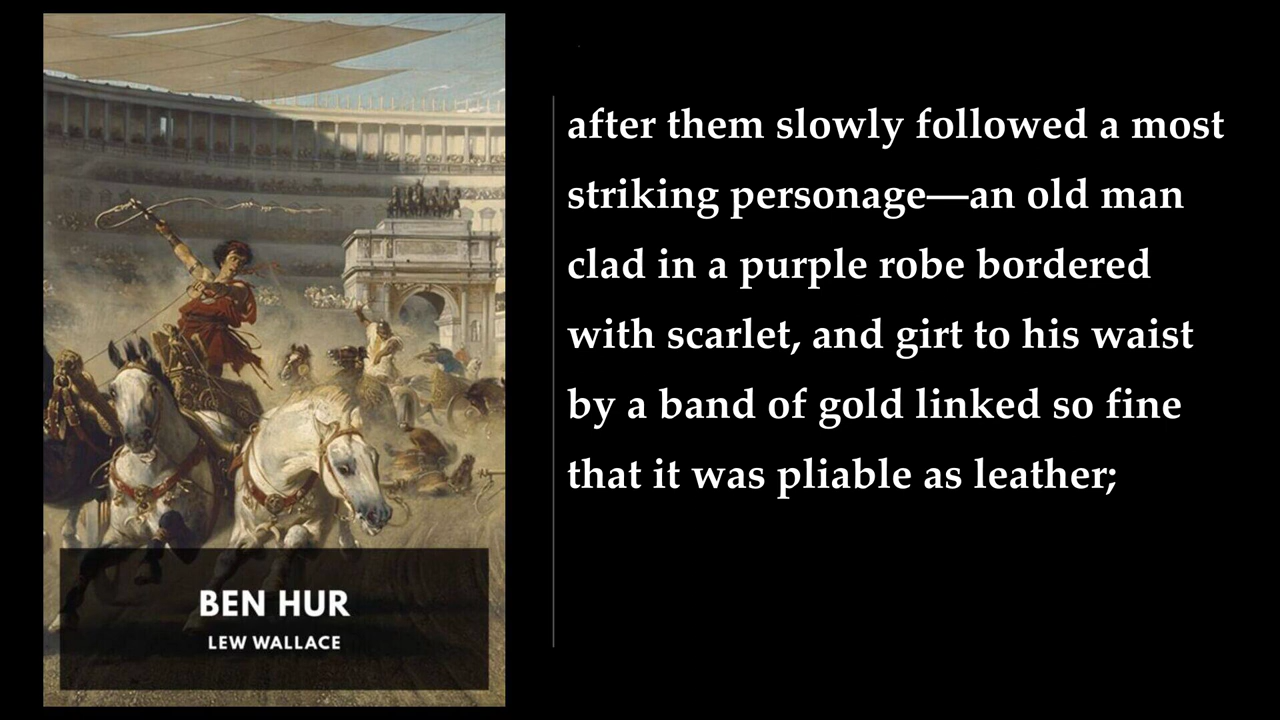 BEN HUR
LEW WALLACE
after them slowly followed a most
striking personage—an old man
clad in a purple robe bordered
with scarlet, and girt to his waist
by a band of gold linked so fine
that it was pliable as leather;